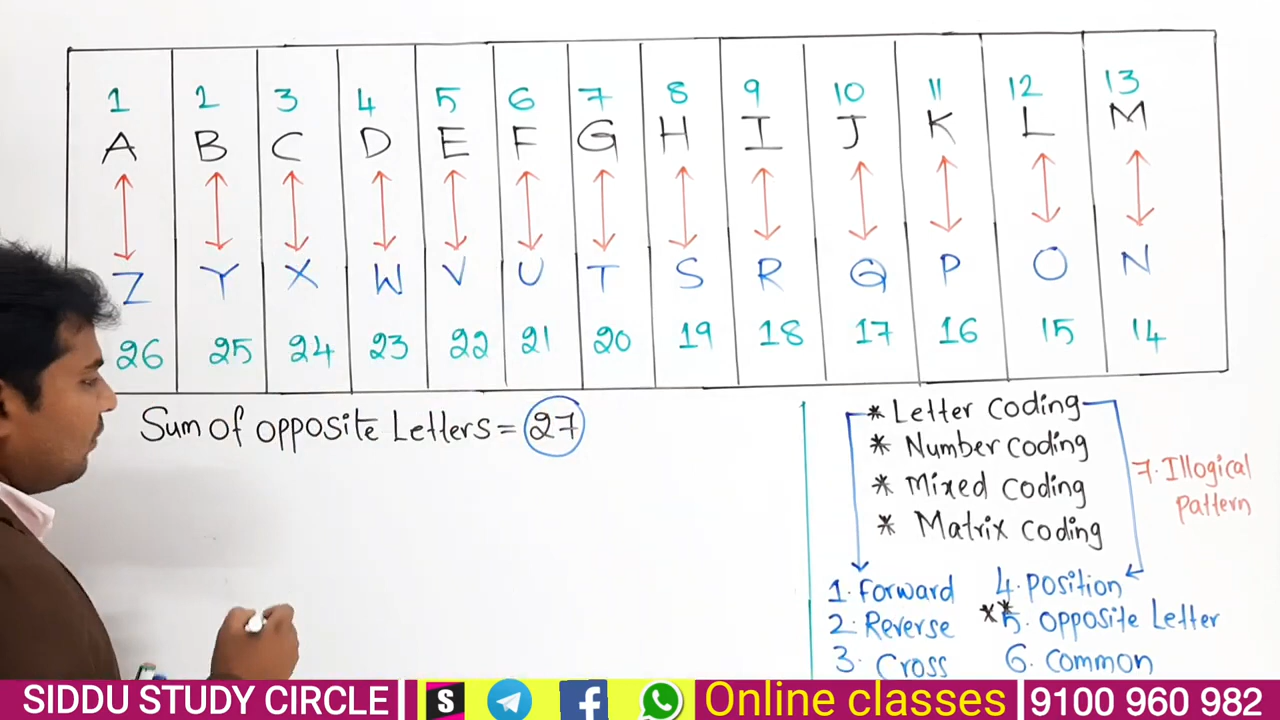 1 2 3 4 5 6 7 8 9 10 11 12 13
A B C D E F G H I J K L M
Z Y X W V U T S R Q P O N
26 25 24 23 22 21 20 19 18 17 16 15 14
Sum of opposite Letters = 27
* Letter coding
* Number coding
* Mixed coding
* Matrix coding
7. Illogical
pattern
1. Forward
2. Reverse
3. Cross
4. position
** 5. opposite Letter
6. common
SIDDU STUDY CIRCLE S Online classes 9100 960 982